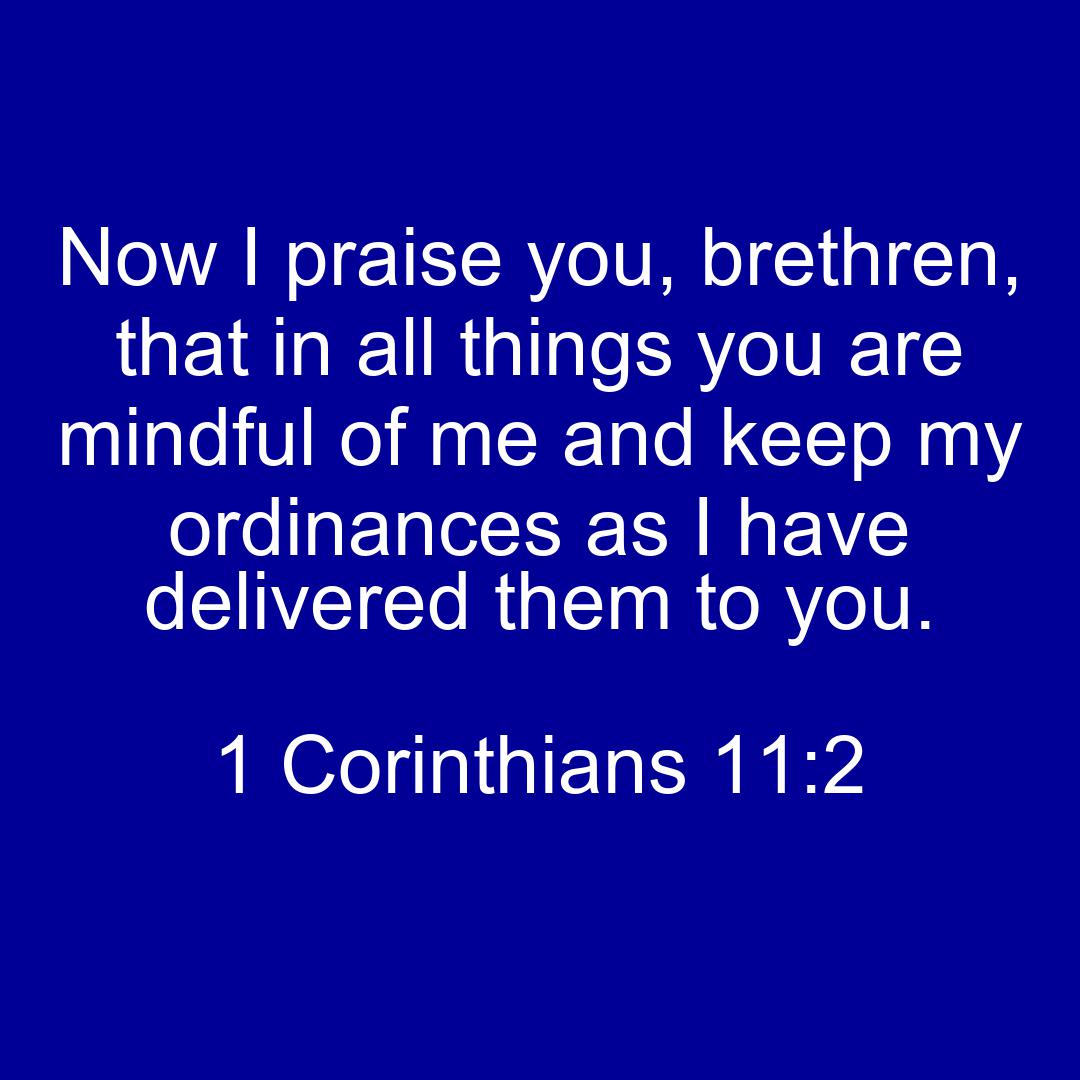 Now I praise you, brethren,
that in all things you are
mindful of me and keep my
ordinances as I have
delivered them to you.
1 Corinthians 11:2